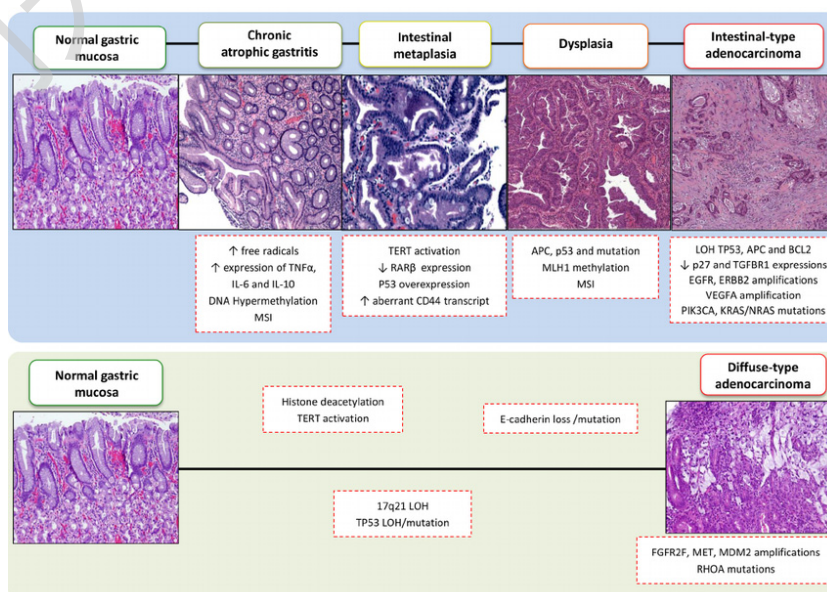 Normal gastric
mucosa
Chronic
atrophic gastritis
Intestinal
metaplasia
Dysplasia
Intestinal-type
adenocarcinoma
↑ free radicals
↑ expression of TNFα,
IL-6 and IL-10
DNA Hypermethylation
MSI
TERT activation
↓ RARβ expression
P53 overexpression
↑ aberrant CD44 transcript
APC, p53 and mutation
MLH1 methylation
MSI
LOH TP53, APC and BCL2
↓ p27 and TGFBR1 expressions
EGFR, ERBB2 amplifications
VEGFA amplification
PIK3CA, KRAS/NRAS mutations
Normal gastric
mucosa
Diffuse-type
adenocarcinoma
Histone deacetylation
TERT activation
E-cadherin loss /mutation
17q21 LOH
TP53 LOH/mutation
FGFR2F, MET, MDM2 amplifications
RHOA mutations